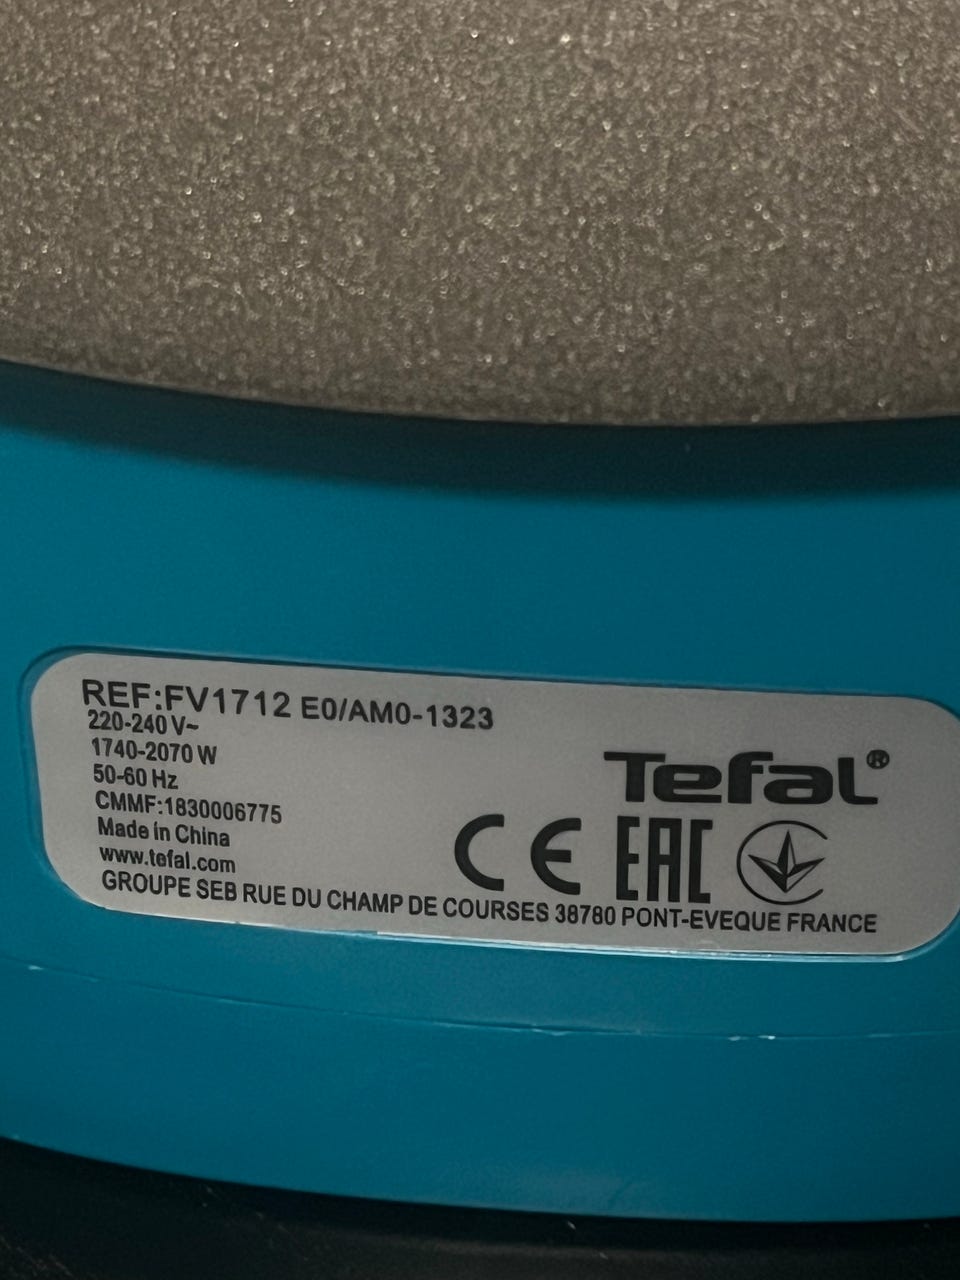 REF:FV1712 E0/AM0-1323
220-240 V~
1740-2070 W
50-60 Hz
CMMF:1830006775
Made in China
www.tefal.com
GROUPE SEB RUE DU CHAMP DE COURSES 38780 PONT-EVEQUE FRANCE
Tefal®
CE EAC